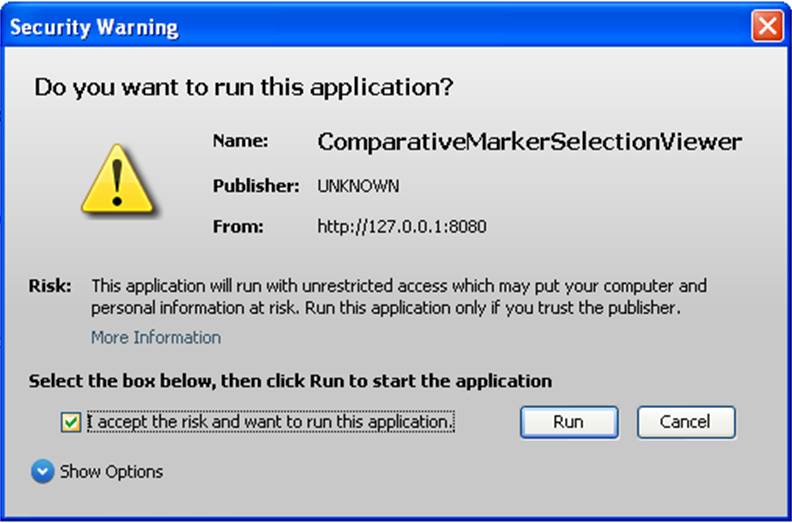 Security Warning
Do you want to run this application?
Name: ComparativeMarkerSelectionViewer
Publisher: UNKNOWN
From: http://127.0.0.1:8080
Risk: This application will run with unrestricted access which may put your computer and
personal information at risk. Run this application only if you trust the publisher.
More Information
Select the box below, then click Run to start the application
I accept the risk and want to run this application. Run Cancel
Show Options